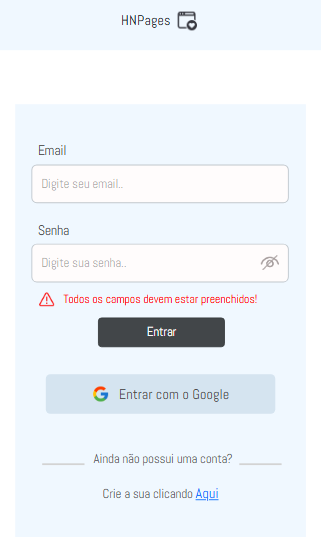 HNPages
Email
Digite seu email..
Senha
Digite sua senha..
Todos os campos devem estar preenchidos!
Entrar
Entrar com o Google
Ainda não possui uma conta?
Crie a sua clicando Aqui